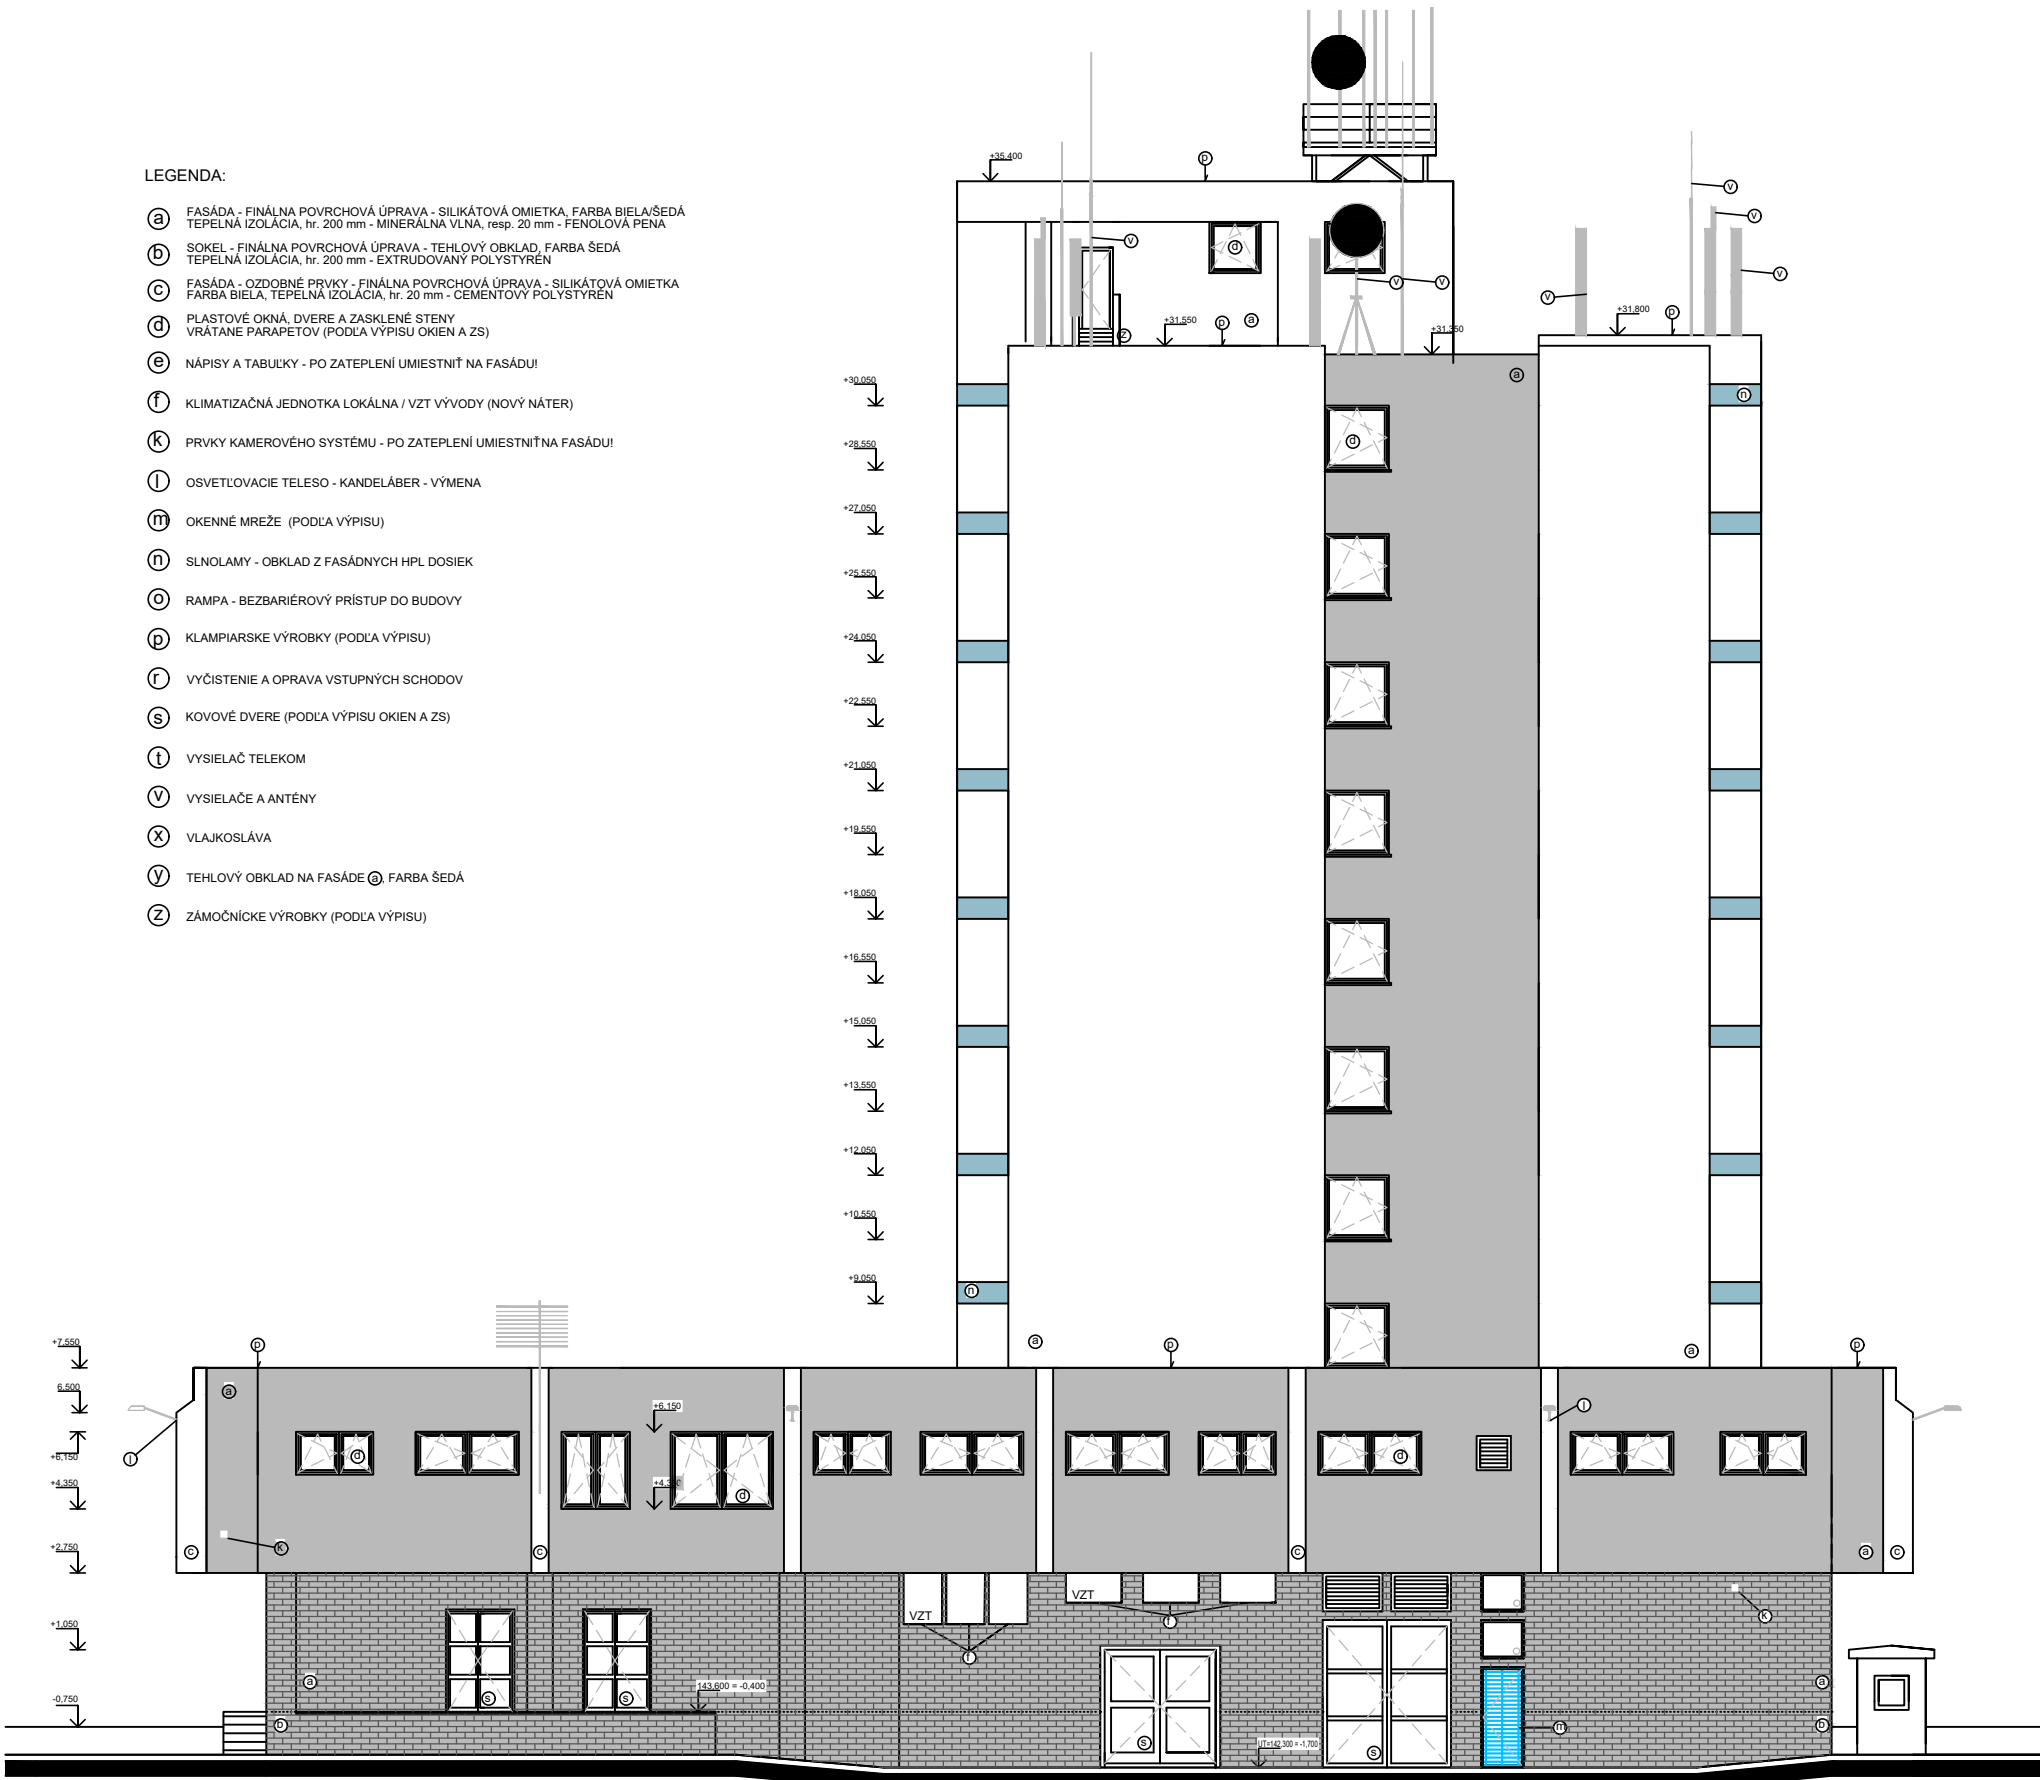 LEGENDA:
a FASÁDA - FINÁLNA POVRCHOVÁ ÚPRAVA - SILIKÁTOVÁ OMIETKA, FARBA BIELA/ŠEDÁ
TEPELNÁ IZOLÁCIA, hr. 200 mm - MINERÁLNA VLNA, resp. 20 mm - FENOLOVÁ PENA
b SOKEL - FINÁLNA POVRCHOVÁ ÚPRAVA - TEHLOVÝ OBKLAD, FARBA ŠEDÁ
TEPELNÁ IZOLÁCIA, hr. 200 mm - EXTRUDOVANÝ POLYSTYRÉN
c FASÁDA - OZDOBNÉ PRVKY - FINÁLNA POVRCHOVÁ ÚPRAVA - SILIKÁTOVÁ OMIETKA
FARBA BIELA, TEPELNÁ IZOLÁCIA, hr. 20 mm - CEMENTOVÝ POLYSTYRÉN
d PLASTOVÉ OKNÁ, DVERE A ZASKLENÉ STENY
VRÁTANE PARAPETOV (PODĽA VÝPISU OKIEN A ZS)
e NÁPISY A TABUĽKY - PO ZATEPLENÍ UMIESTNIŤ NA FASÁDU!
f KLIMATIZAČNÁ JEDNOTKA LOKÁLNA / VZT VÝVODY (NOVÝ NÁTER)
k PRVKY KAMEROVÉHO SYSTÉMU - PO ZATEPLENÍ UMIESTNIŤNA FASÁDU!
l OSVETĽOVACIE TELESO - KANDELÁBER - VÝMENA
m OKENNÉ MREŽE (PODĽA VÝPISU)
n SLNOLAMY - OBKLAD Z FASÁDNYCH HPL DOSIEK
o RAMPA - BEZBARIÉROVÝ PRÍSTUP DO BUDOVY
p KLAMPIARSKE VÝROBKY (PODĽA VÝPISU)
r VYČISTENIE A OPRAVA VSTUPNÝCH SCHODOV
s KOVOVÉ DVERE (PODĽA VÝPISU OKIEN A ZS)
t VYSIELAČ TELEKOM
v VYSIELAČE A ANTÉNY
x VLAJKOSLÁVA
y TEHLOVÝ OBKLAD NA FASÁDE a, FARBA ŠEDÁ
z ZÁMOČNÍCKE VÝROBKY (PODĽA VÝPISU)
+35,400
p
v
v
v
d
v
v
v
v
v
+31,550
p
a
z
+31,350
+31,800
p
a
+30,050
n
+28,550
d
+27,050
+25,550
+24,050
+22,550
+21,050
+19,550
+18,050
+16,550
+15,050
+13,550
+12,050
+10,550
+9,050
n
+7,550
p
a
p
a
p
6,500
a
+6,150
l
+6,150
l
d
d
+4,350
d
+2,750
c
k
c
c
a
c
VZT
VZT
f
f
k
+1,050
a
s
s
143,600 = -0,400
a
-0,750
b
s
UT=142,300 = -1,700
s
m
b